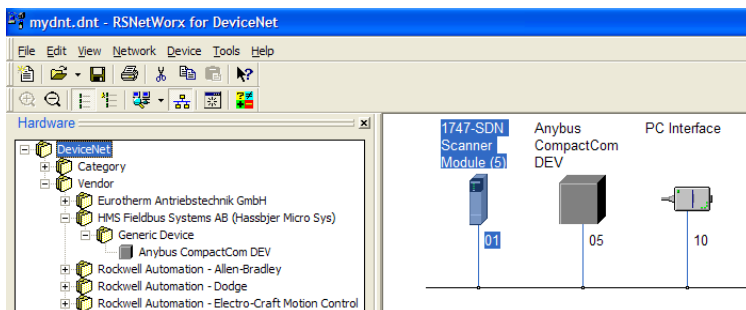 mydnt.dnt - RSNetWorx for DeviceNet
File Edit View Network Device Tools Help
Hardware
DeviceNet
Category
Vendor
Eurotherm Antriebstechnik GmbH
HMS Fieldbus Systems AB (Hassbjer Micro Sys)
Generic Device
Anybus CompactCom DEV
Rockwell Automation - Allen-Bradley
Rockwell Automation - Dodge
Rockwell Automation - Electro-Craft Motion Control
1747-SDN
Scanner
Module (5)
01
Anybus
CompactCom
DEV
05
PC Interface
10